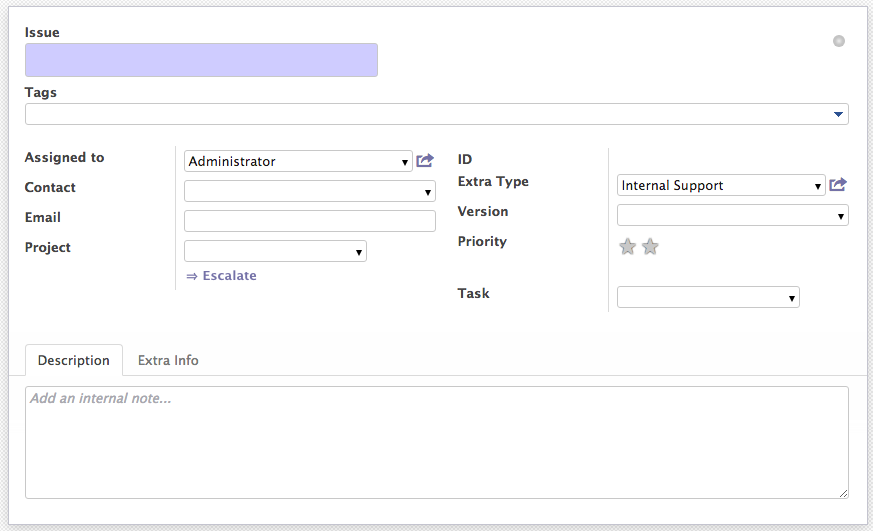 Issue
Tags
Assigned to
Administrator
Contact
Email
Project
⇒ Escalate
ID
Extra Type
Internal Support
Version
Priority
Task
Description
Extra Info
Add an internal note...